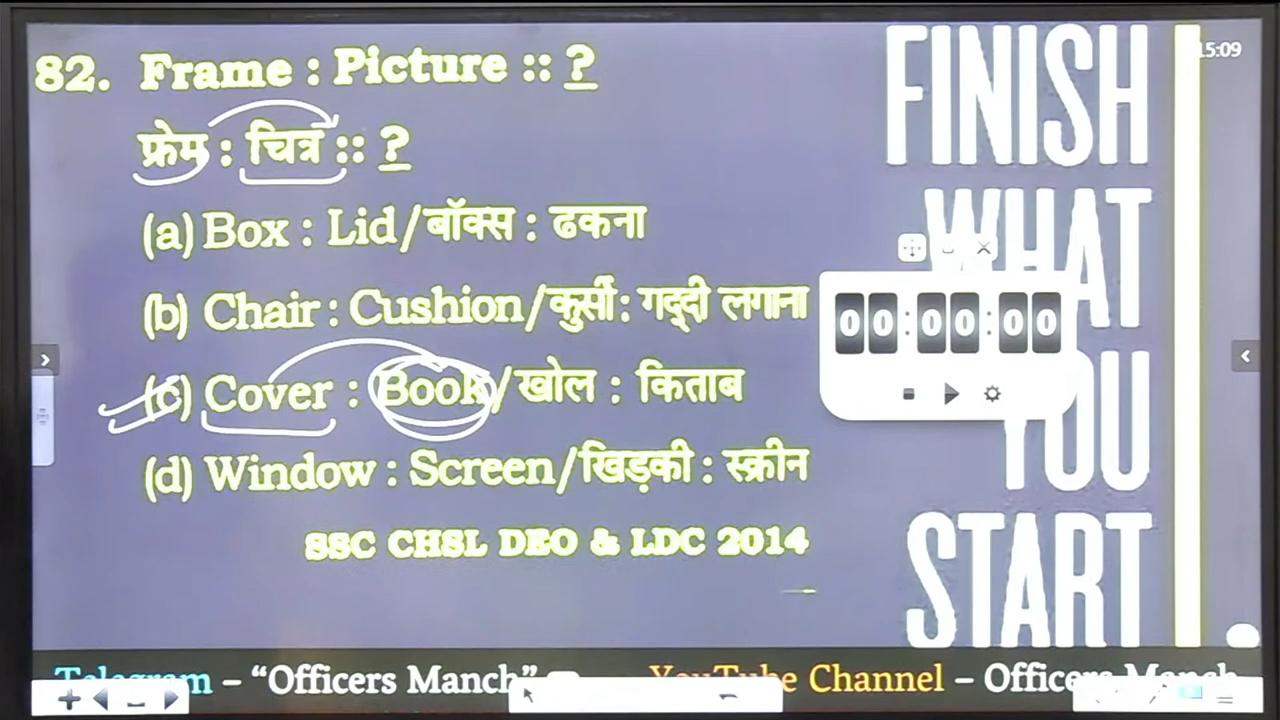 82. Frame : Picture :: ?
फ्रेम : चित्र :: ?
(a) Box : Lid/बॉक्स : ढकना
(b) Chair : Cushion/कुर्सी : गद्दी लगाना
(c) Cover : Book/खोल : किताब
(d) Window : Screen/खिड़की : स्क्रीन
SSC CHSL DEO & LDC 2014
FINISH
WHAT
YOU
START.
15:09
00:00:00
Telegram – “Officers Manch”
YouTube Channel – Officers Manch